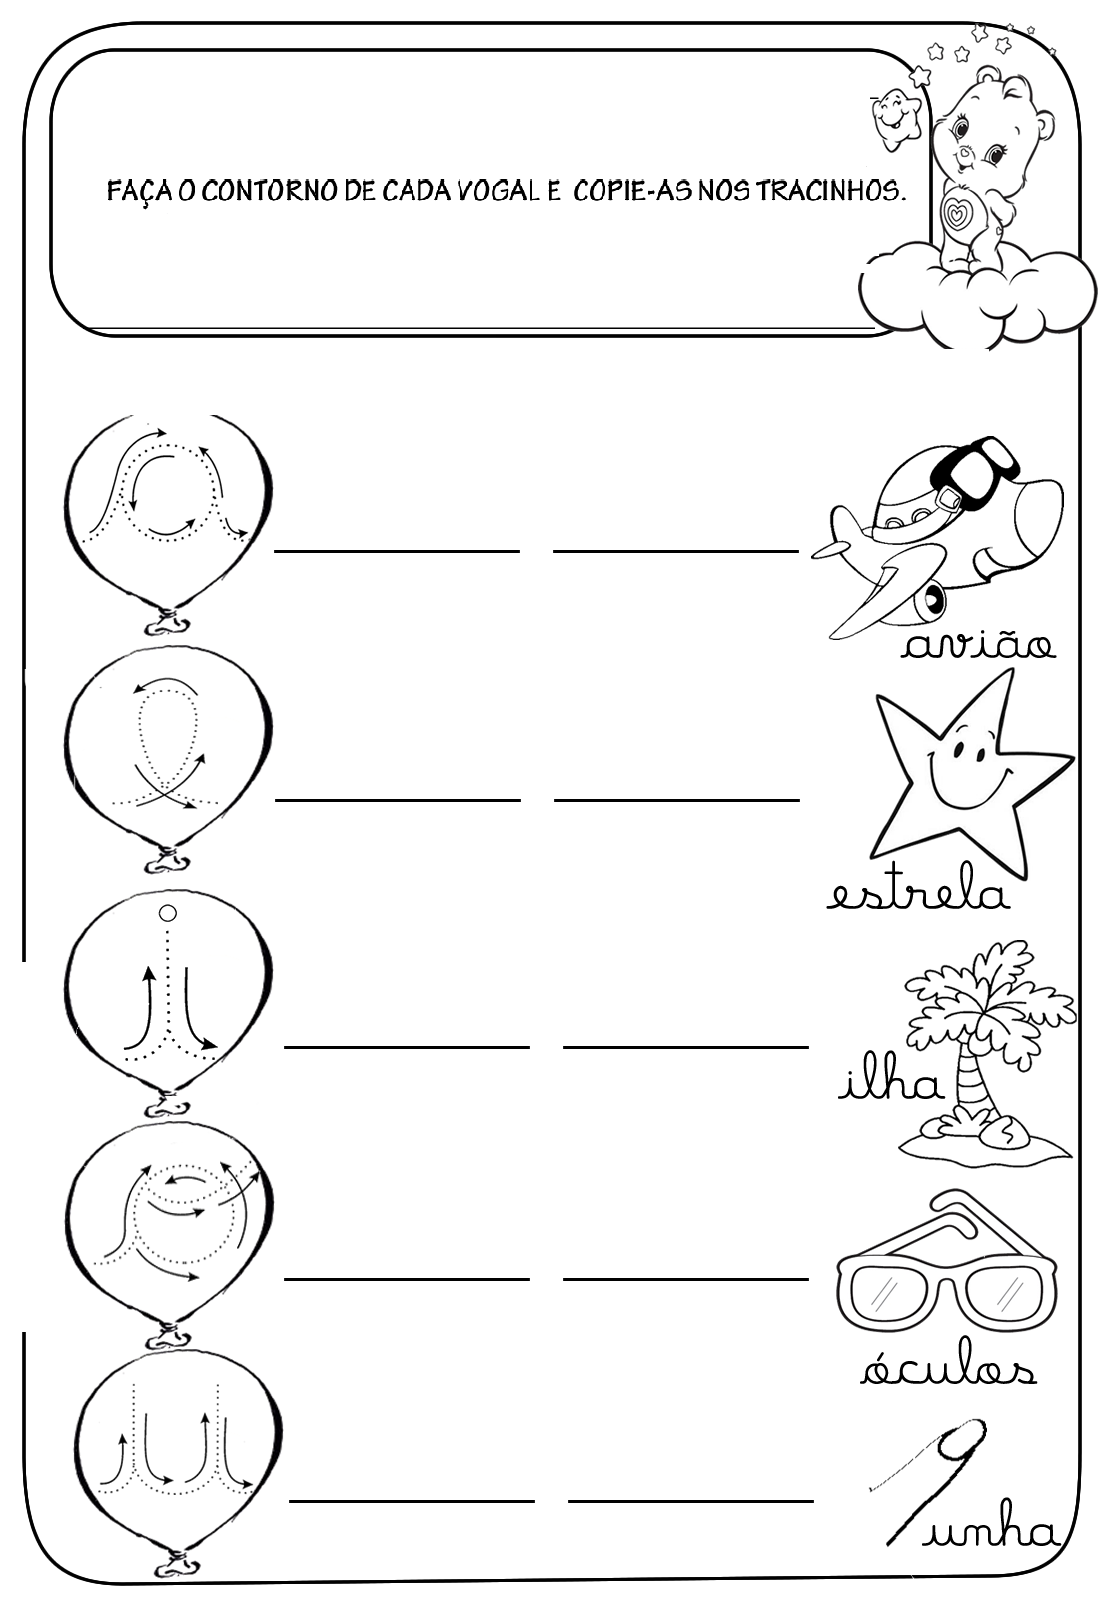 FAÇA O CONTORNO DE CADA VOGAL E COPIE-AS NOS TRACINHOS.
a
avião
e
estrela
i
ilha
o
óculos
u
unha